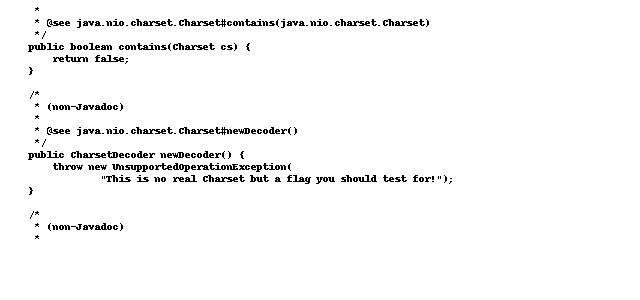 *
     * @see java.nio.charset.Charset#contains(java.nio.charset.Charset)
     */
    public boolean contains(Charset cs) {
        return false;
    }

    /*
     * (non-Javadoc)
     *
     * @see java.nio.charset.Charset#newDecoder()
     */
    public CharsetDecoder newDecoder() {
        throw new UnsupportedOperationException(
                "This is no real Charset but a flag you should test for!");
    }

    /*
     * (non-Javadoc)
     *